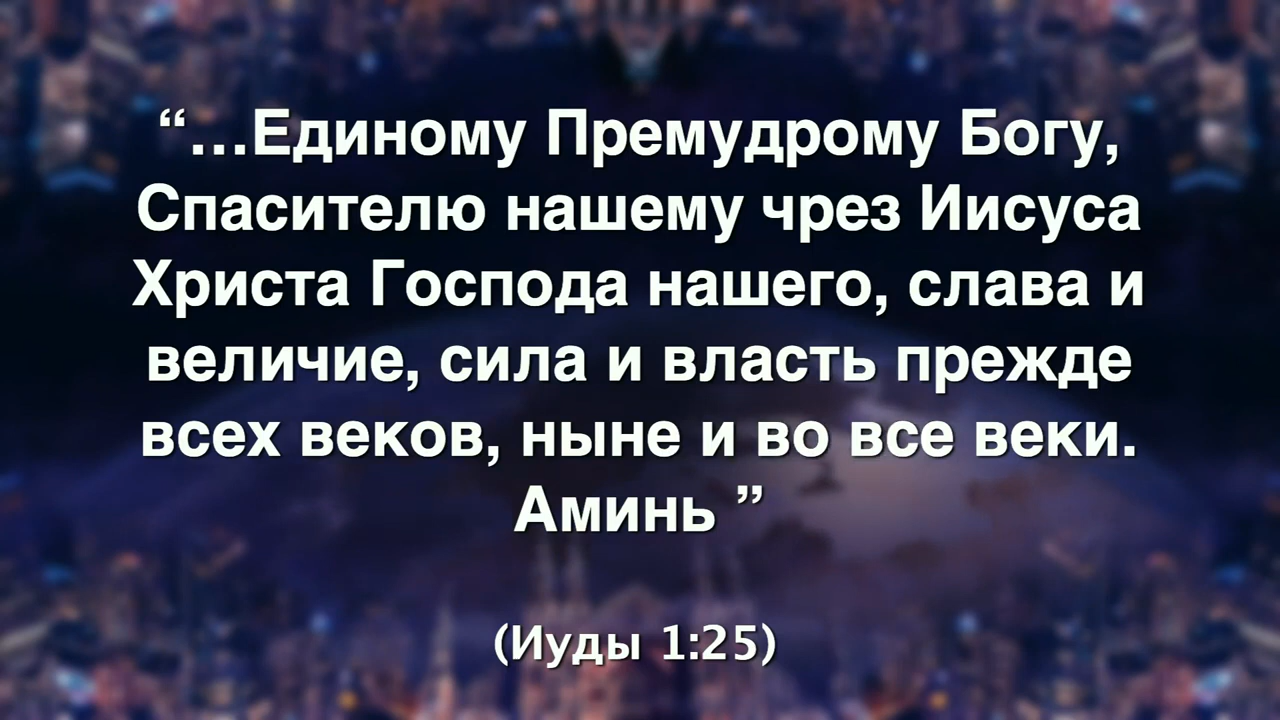 “…Единому Премудрому Богу,
Спасителю нашему чрез Иисуса
Христа Господа нашего, слава и
величие, сила и власть прежде
всех веков, ныне и во все веки.
Аминь ”
(Иуды 1:25)